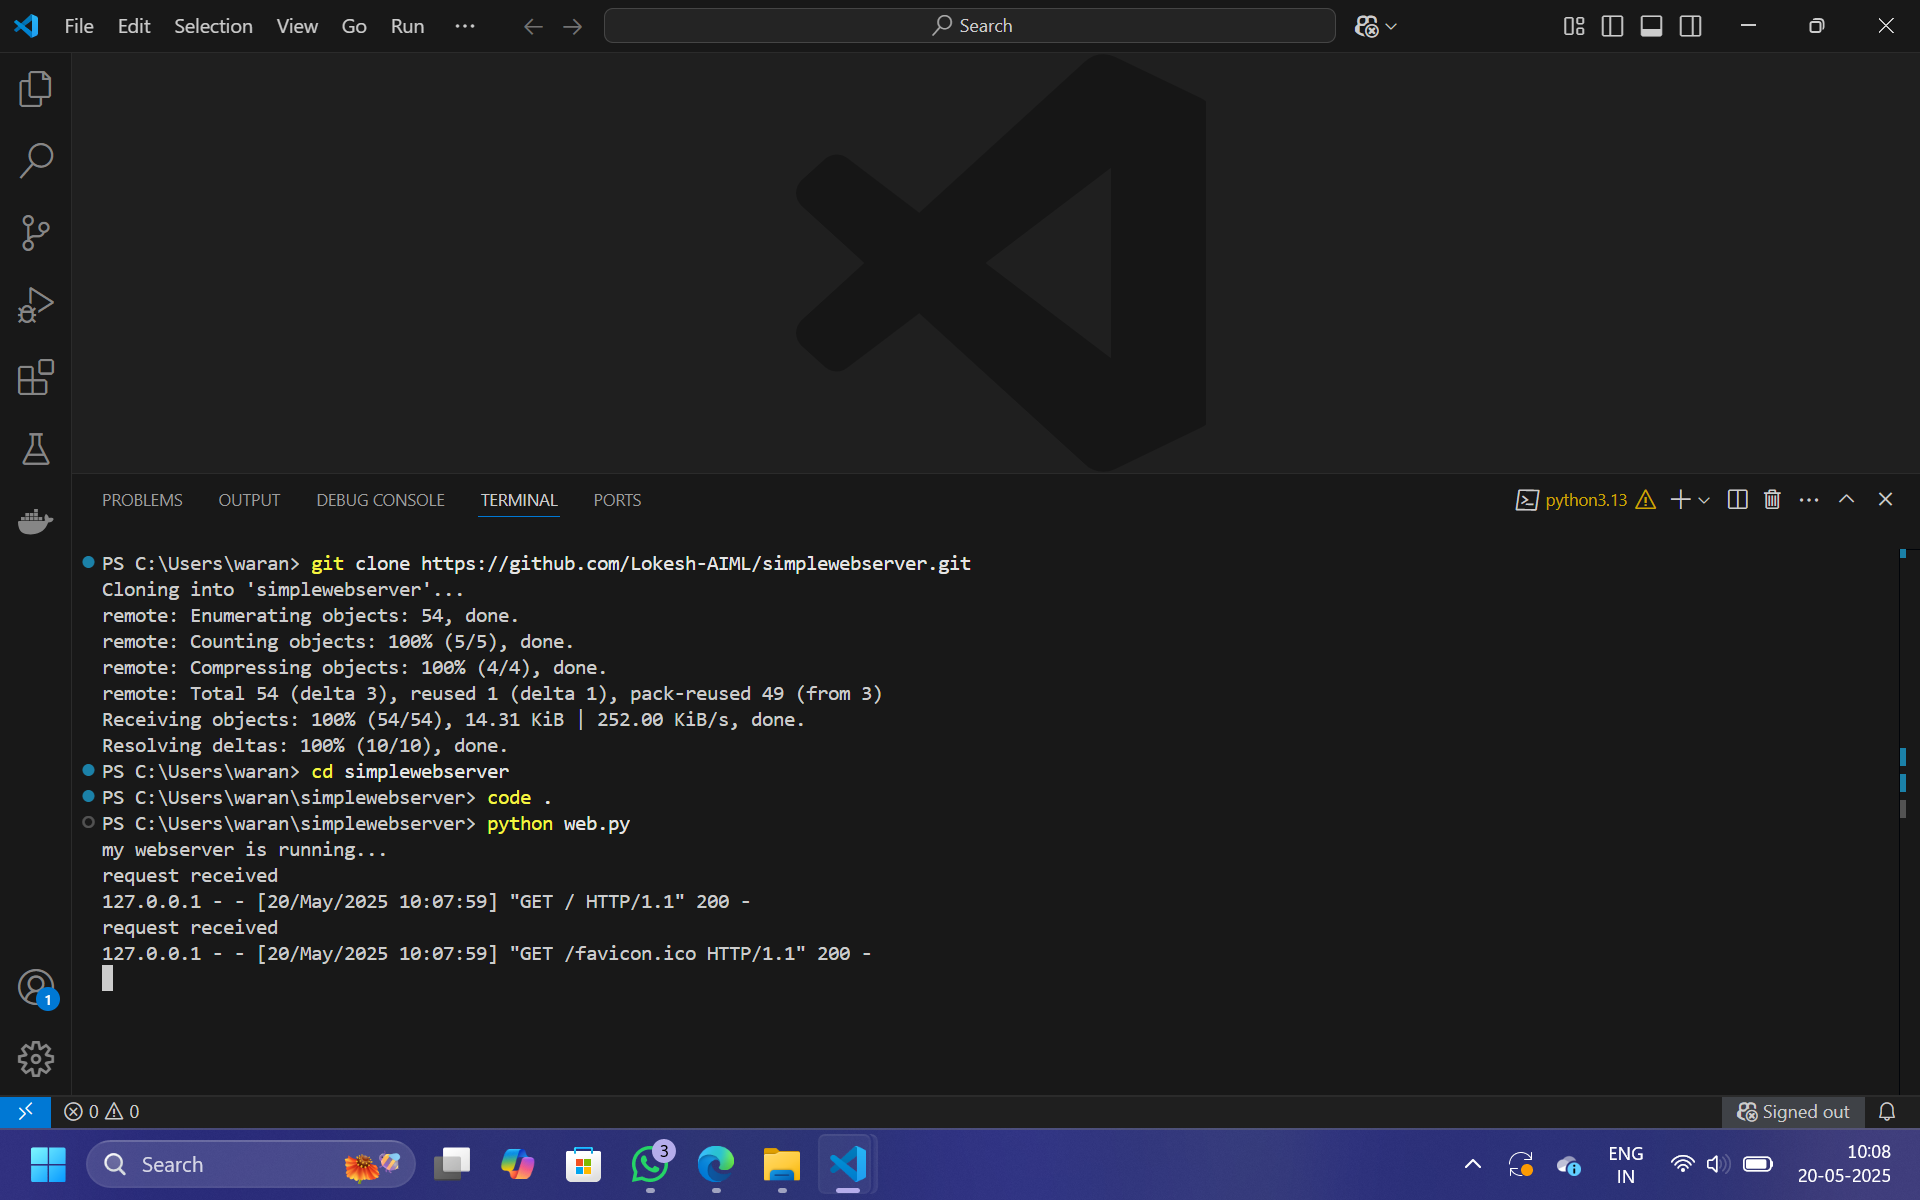 File Edit Selection View Go Run ···
Search
PROBLEMS OUTPUT DEBUG CONSOLE TERMINAL PORTS
python3.13
PS C:\Users\waran> git clone https://github.com/Lokesh-AIML/simplewebserver.git
Cloning into 'simplewebserver'...
remote: Enumerating objects: 54, done.
remote: Counting objects: 100% (5/5), done.
remote: Compressing objects: 100% (4/4), done.
remote: Total 54 (delta 3), reused 1 (delta 1), pack-reused 49 (from 3)
Receiving objects: 100% (54/54), 14.31 KiB | 252.00 KiB/s, done.
Resolving deltas: 100% (10/10), done.
PS C:\Users\waran> cd simplewebserver
PS C:\Users\waran\simplewebserver> code .
PS C:\Users\waran\simplewebserver> python web.py
my webserver is running...
request received
127.0.0.1 - - [20/May/2025 10:07:59] "GET / HTTP/1.1" 200 -
request received
127.0.0.1 - - [20/May/2025 10:07:59] "GET /favicon.ico HTTP/1.1" 200 -
1
0 0
Signed out
Search
3
ENG
IN
10:08
20-05-2025